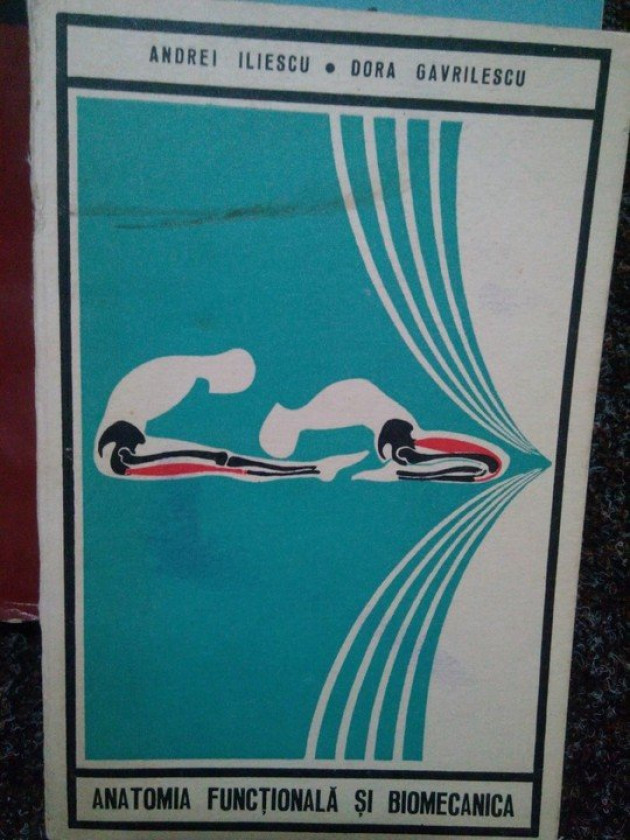 ANDREI ILIESCU • DORA GAVRILESCU
ANATOMIA FUNCȚIONALĂ ȘI BIOMECANICA